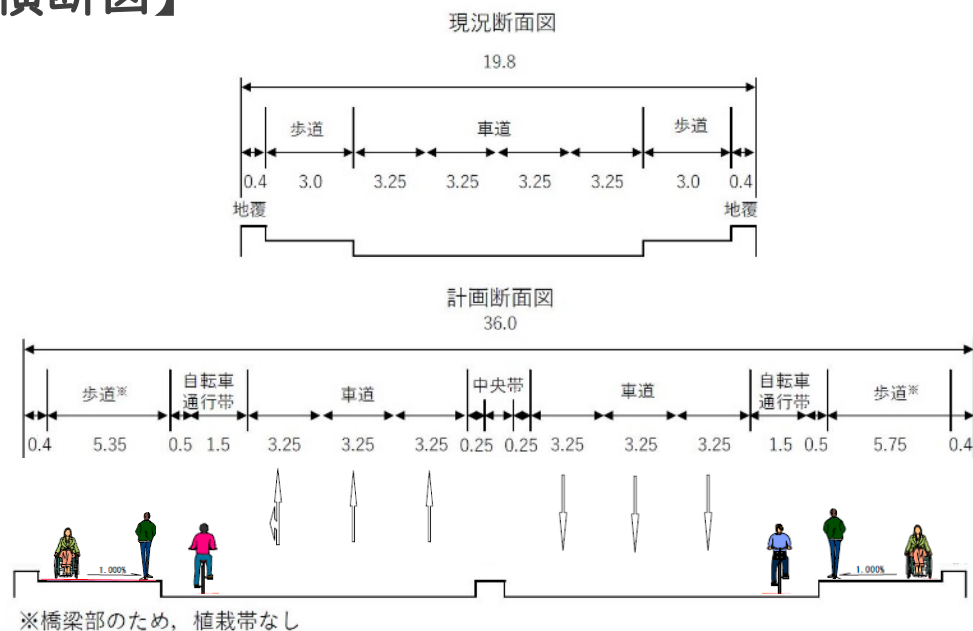 横断図】
現況断面図
19.8
歩道 車道 歩道
0.4 3.0 3.25 3.25 3.25 3.25 3.0 0.4
地覆 地覆
計画断面図
36.0
歩道※ 自転車通行帯 車道 中央帯 車道 自転車通行帯 歩道※
0.4 5.35 0.5 1.5 3.25 3.25 3.25 0.25 0.25 3.25 3.25 3.25 1.5 0.5 5.75 0.4
1.000% 1.000%
※橋梁部のため，植栽帯なし